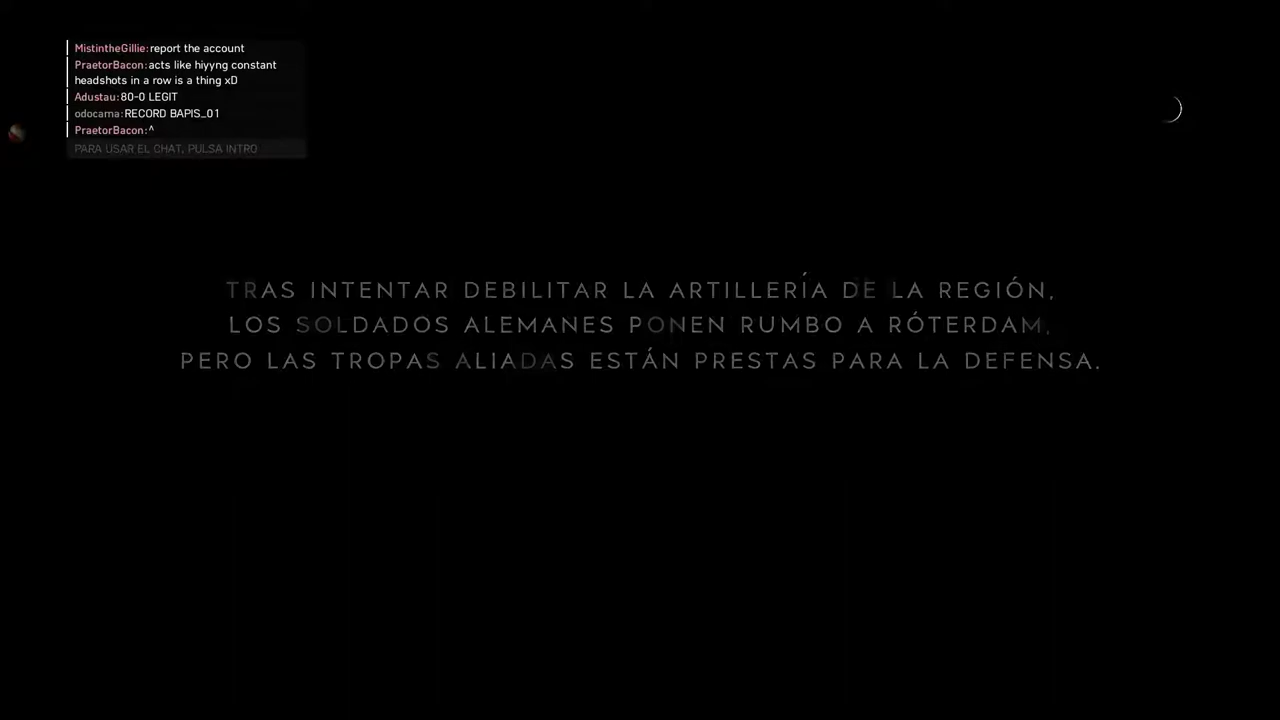 MistintheGillie: report the account
PraetorBacon: acts like hiyyng constant
headshots in a row is a thing xD
Adustau: 80-0 LEGIT
odocama: RECORD BAPIS_01
PraetorBacon: ^
PARA USAR EL CHAT, PULSA INTRO
TRAS INTENTAR DEBILITAR LA ARTILLERÍA DE LA REGIÓN,
LOS SOLDADOS ALEMANES PONEN RUMBO A RÓTERDAM,
PERO LAS TROPAS ALIADAS ESTÁN PRESTAS PARA LA DEFENSA.